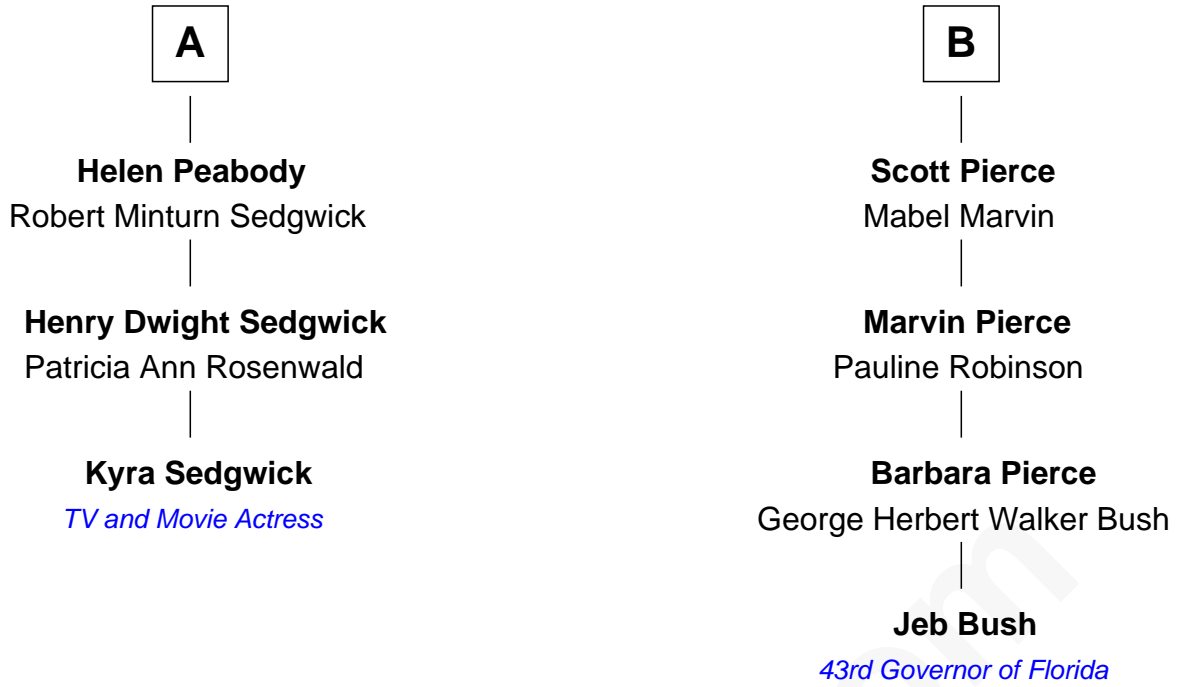 A
Helen Peabody
Robert Minturn Sedgwick
Henry Dwight Sedgwick
Patricia Ann Rosenwald
Kyra Sedgwick
TV and Movie Actress
B
Scott Pierce
Mabel Marvin
Marvin Pierce
Pauline Robinson
Barbara Pierce
George Herbert Walker Bush
Jeb Bush
43rd Governor of Florida